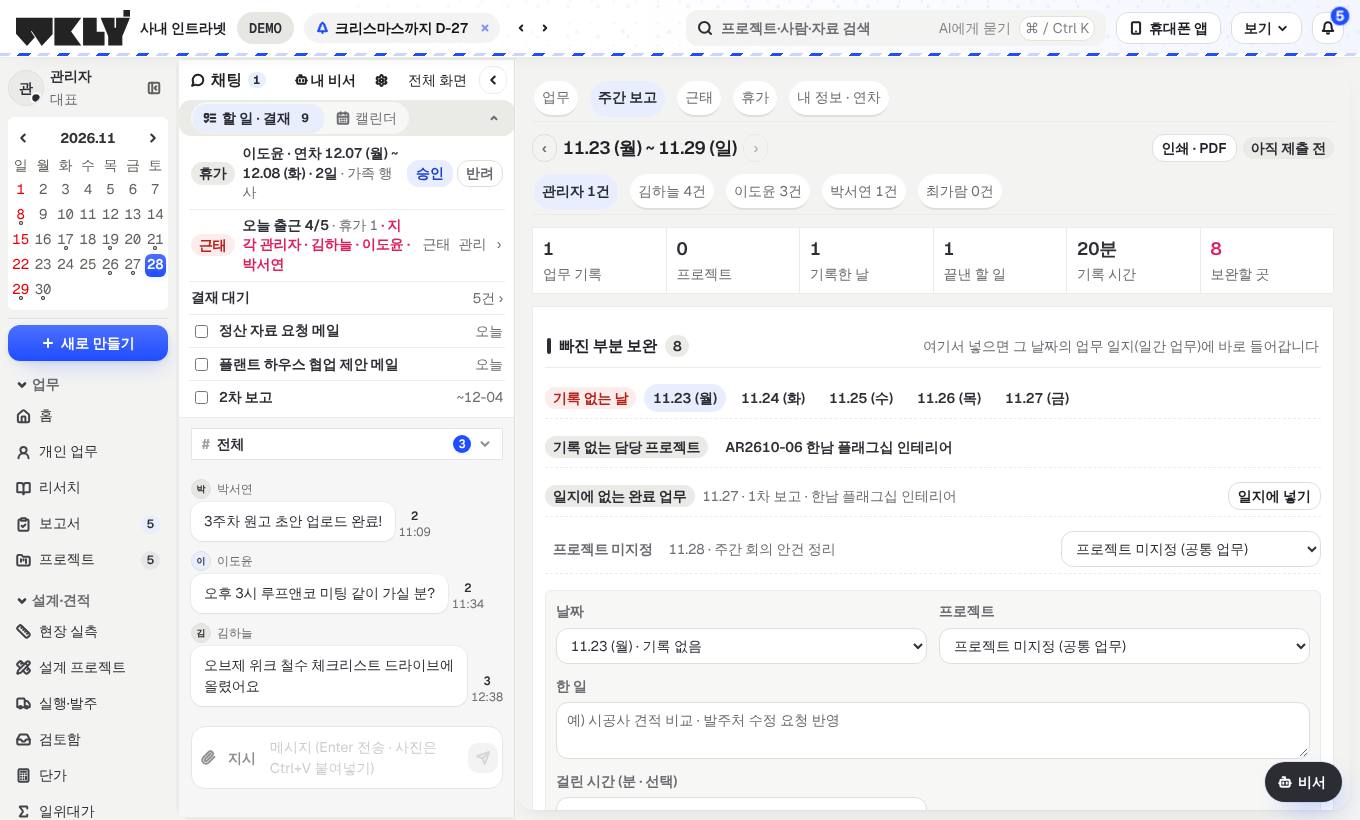 WKLY 사내 인트라넷 DEMO 크리스마스까지 D-27 × ‹ › 프로젝트·사람·자료 검색 AI에게 묻기 ⌘ / Ctrl K 휴대폰 앱 보기 5
관 관리자
대표
2026.11
일 월 화 수 목 금 토
1 2 3 4 5 6 7
8 9 10 11 12 13 14
15 16 17 18 19 20 21
22 23 24 25 26 27 28
29 30
+ 새로 만들기
업무
홈
개인 업무
리서치
보고서 5
프로젝트 5
설계·견적
현장 실측
설계 프로젝트
실행·발주
검토함
단가
일위대가
채팅 1 내 비서 전체 화면
할 일 · 결재 9 캘린더
휴가 이도윤 · 연차 12.07 (월) ~
12.08 (화) · 2일 · 가족 행
사
승인 반려
근태 오늘 출근 4/5 · 휴가 1 · 지
각 관리자 · 김하늘 · 이도윤 ·
박서연
근태 관리 ›
결재 대기 5건 ›
정산 자료 요청 메일 오늘
플랜트 하우스 협업 제안 메일 오늘
2차 보고 ~12-04
# 전체 3
박 박서연
3주차 원고 초안 업로드 완료! 2
11:09
이 이도윤
오후 3시 루프앤코 미팅 같이 가실 분? 2
11:34
김 김하늘
오브제 위크 철수 체크리스트 드라이브에
올렸어요
3
12:38
지시 메시지 (Enter 전송 · 사진은
Ctrl+V 붙여넣기)
업무 주간 보고 근태 휴가 내 정보 · 연차
‹ 11.23 (월) ~ 11.29 (일) › 인쇄 · PDF 아직 제출 전
관리자 1건 김하늘 4건 이도윤 3건 박서연 1건 최가람 0건
1 0 1 1 20분 8
업무 기록 프로젝트 기록한 날 끝낸 할 일 기록 시간 보완할 곳
빠진 부분 보완 8 여기서 넣으면 그 날짜의 업무 일지(일간 업무)에 바로 들어갑니다
기록 없는 날 11.23 (월) 11.24 (화) 11.25 (수) 11.26 (목) 11.27 (금)
기록 없는 담당 프로젝트 AR2610-06 한남 플래그십 인테리어
일지에 없는 완료 업무 11.27 · 1차 보고 · 한남 플래그십 인테리어 일지에 넣기
프로젝트 미지정 11.28 · 주간 회의 안건 정리 프로젝트 미지정 (공통 업무)
날짜 프로젝트
11.23 (월) · 기록 없음 프로젝트 미지정 (공통 업무)
한 일
예) 시공사 견적 비교 · 발주처 수정 요청 반영
걸린 시간 (분 · 선택)
비서